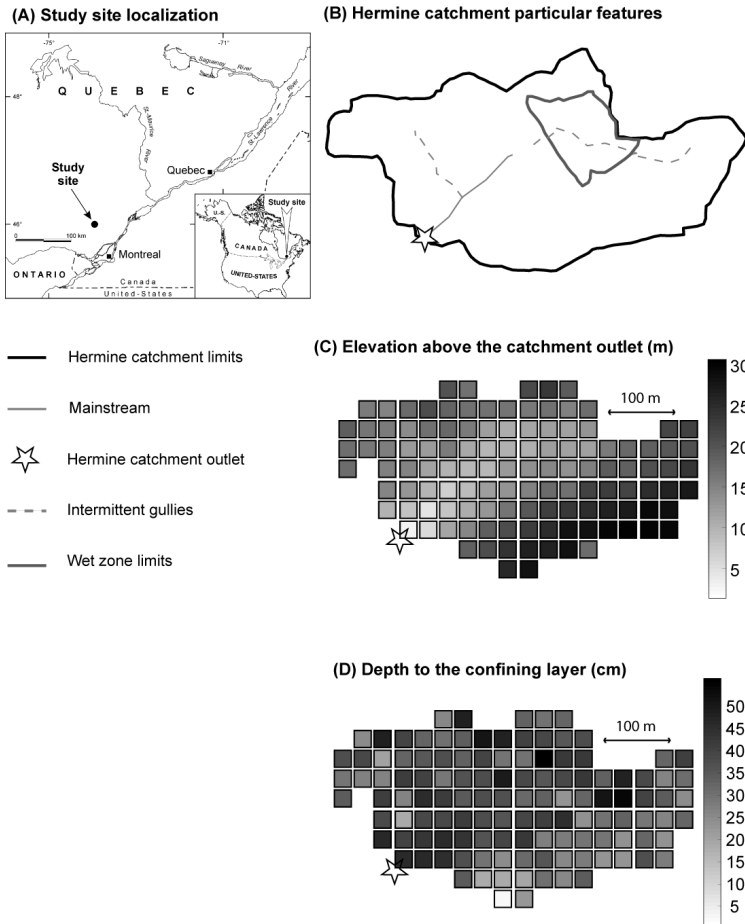 (A) Study site localization
-75°
-71°
48°
Q U E B E C
Saguenay
River
St-Maurice
River
St-Lawrence
River
Quebec
Study
site
46°
0 100 km
Montreal
ONTARIO
Canada
United-States
Study site
U.-S.
CANADA
UNITED-STATES
(B) Hermine catchment particular features
Hermine catchment limits
Mainstream
Hermine catchment outlet
Intermittent gullies
Wet zone limits
(C) Elevation above the catchment outlet (m)
100 m
30
25
20
15
10
5
(D) Depth to the confining layer (cm)
100 m
50
45
40
35
30
25
20
15
10
5